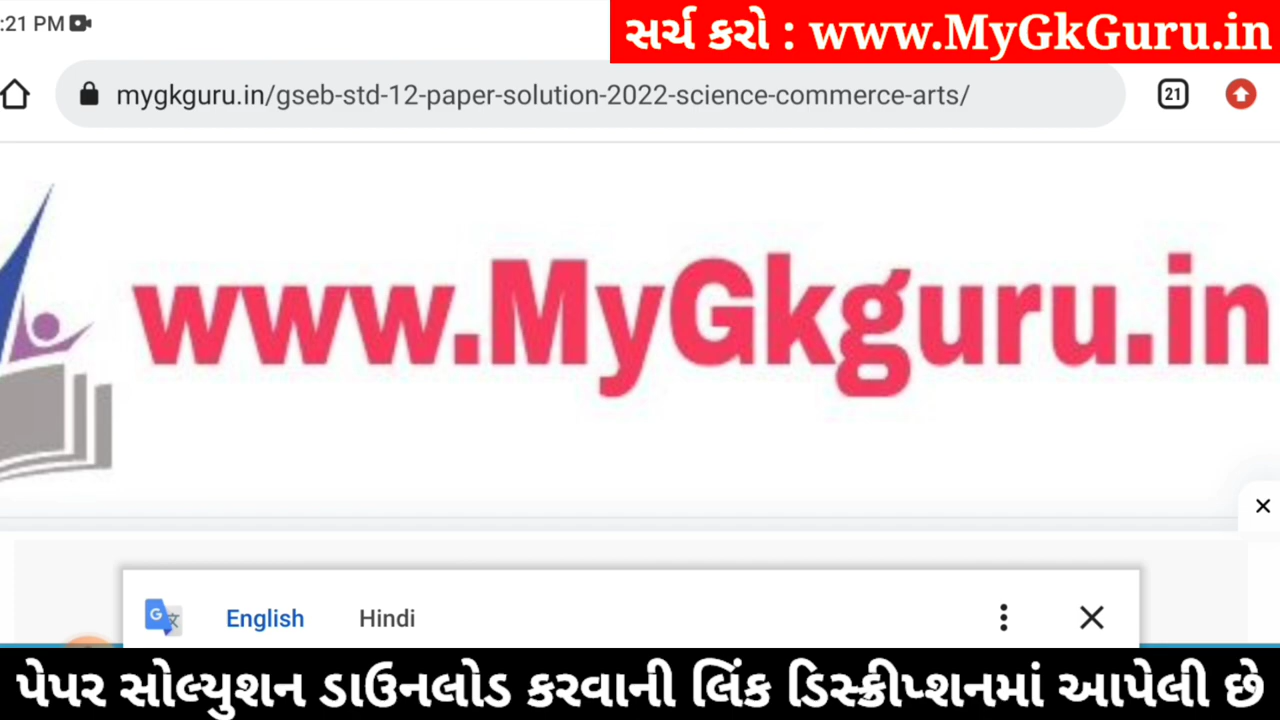 :21 PM
સર્ચ કરો : www.MyGkGuru.in
mygkguru.in/gseb-std-12-paper-solution-2022-science-commerce-arts/
21
www.MyGkguru.in
English Hindi
પેપર સોલ્યુશન ડાઉનલોડ કરવાની લિંક ડિસ્ક્રીપ્શનમાં આપેલી છે